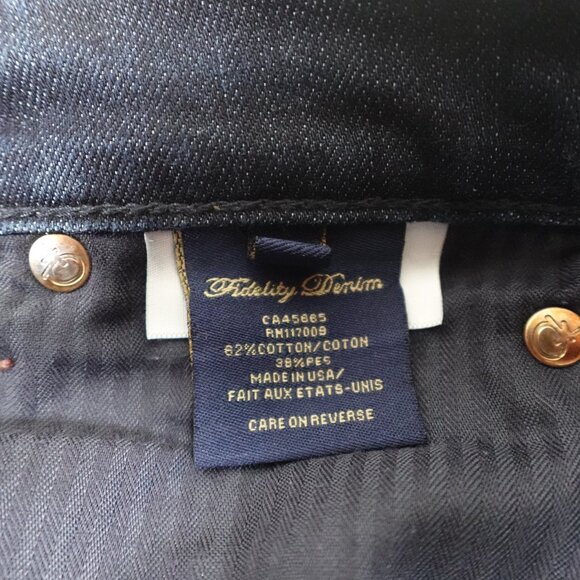 Fidelity Denim
CA45665
RN117009
62%COTTON/COTON
38%PES
MADE IN USA/
FAIT AUX ETATS-UNIS
CARE ON REVERSE